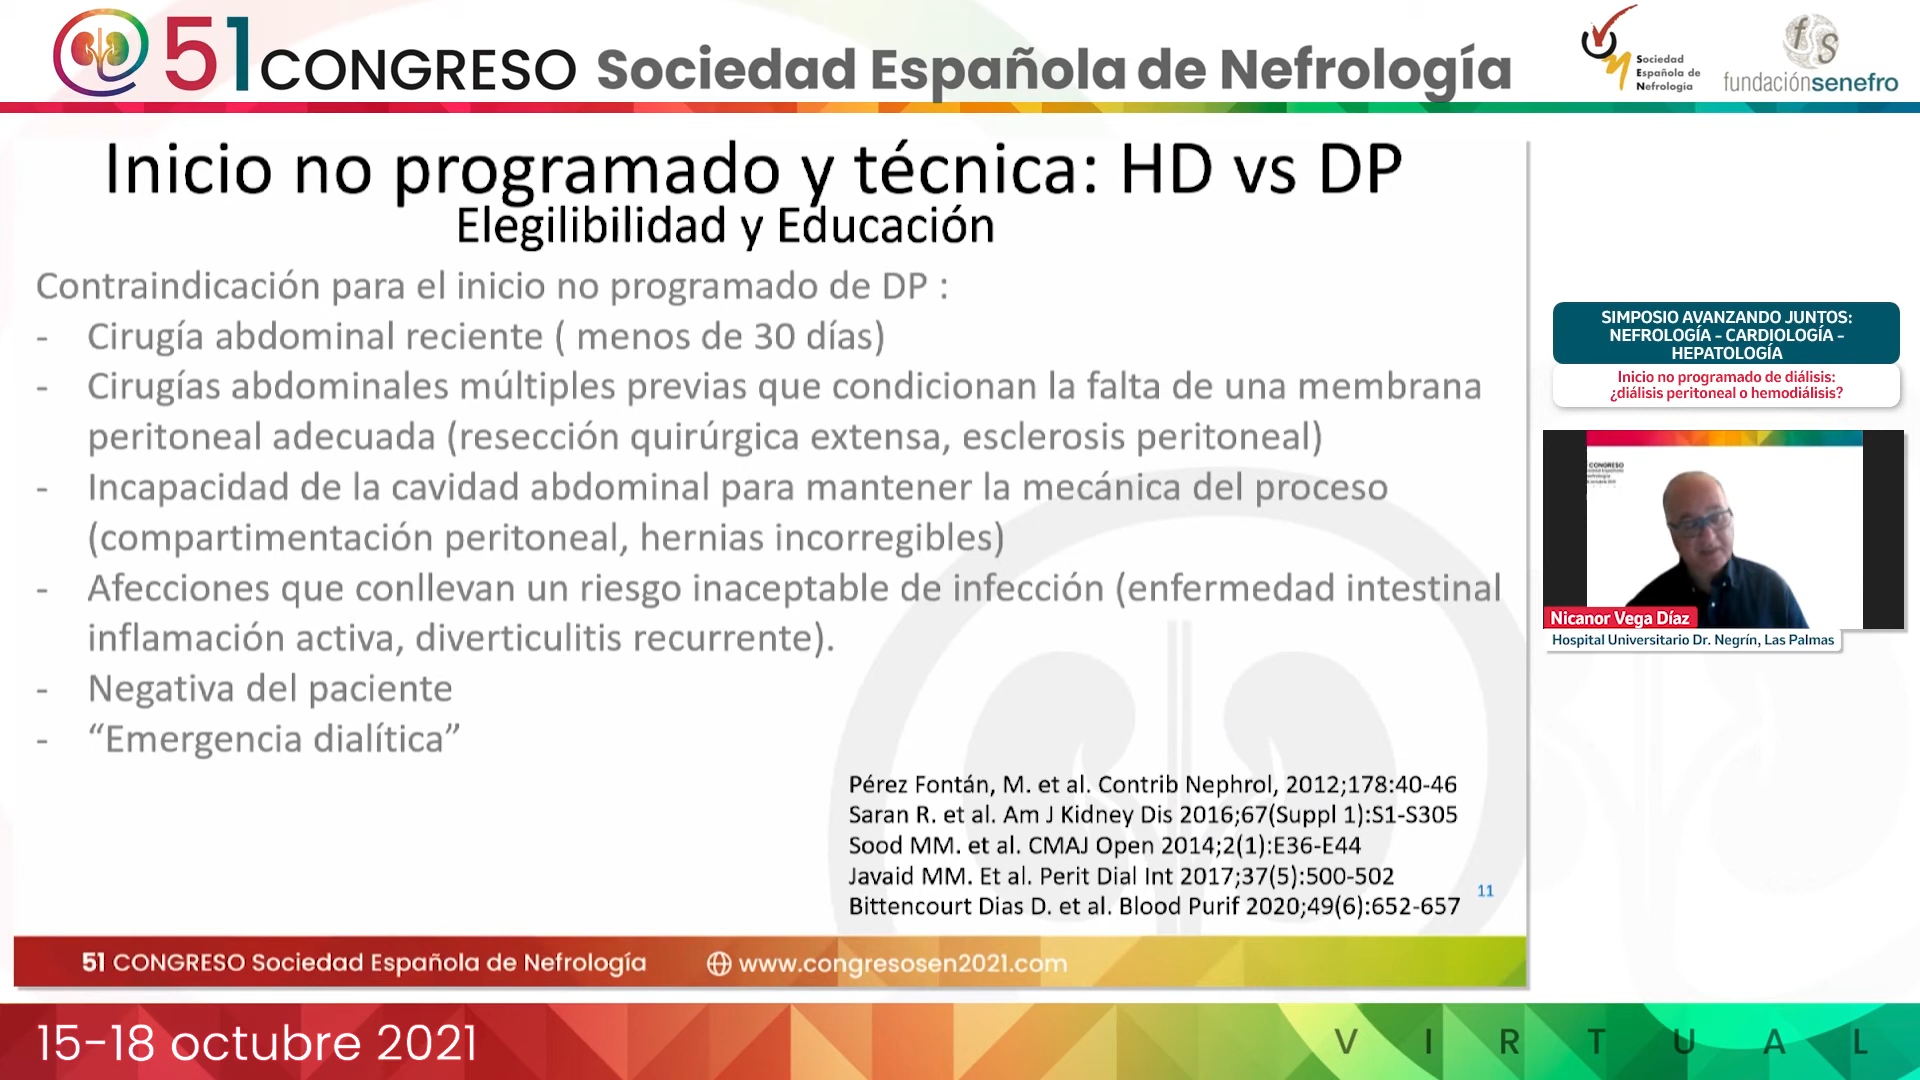 51 CONGRESO Sociedad Española de Nefrología
Sociedad
Española de
Nefrología
fs
fundaciónsenefro
Inicio no programado y técnica: HD vs DP
Elegilibilidad y Educación
Contraindicación para el inicio no programado de DP :
- Cirugía abdominal reciente ( menos de 30 días)
- Cirugías abdominales múltiples previas que condicionan la falta de una membrana
peritoneal adecuada (resección quirúrgica extensa, esclerosis peritoneal)
- Incapacidad de la cavidad abdominal para mantener la mecánica del proceso
(compartimentación peritoneal, hernias incorregibles)
- Afecciones que conllevan un riesgo inaceptable de infección (enfermedad intestinal
inflamación activa, diverticulitis recurrente).
- Negativa del paciente
- “Emergencia dialítica”
Pérez Fontán, M. et al. Contrib Nephrol, 2012;178:40-46
Saran R. et al. Am J Kidney Dis 2016;67(Suppl 1):S1-S305
Sood MM. et al. CMAJ Open 2014;2(1):E36-E44
Javaid MM. Et al. Perit Dial Int 2017;37(5):500-502
Bittencourt Dias D. et al. Blood Purif 2020;49(6):652-657
11
51 CONGRESO Sociedad Española de Nefrología
www.congresosen2021.com
SIMPOSIO AVANZANDO JUNTOS:
NEFROLOGÍA - CARDIOLOGÍA -
HEPATOLOGÍA
Inicio no programado de diálisis:
¿diálisis peritoneal o hemodiálisis?
CONGRESO
Nicanor Vega Díaz
Hospital Universitario Dr. Negrín, Las Palmas
15-18 octubre 2021
VIRTUAL